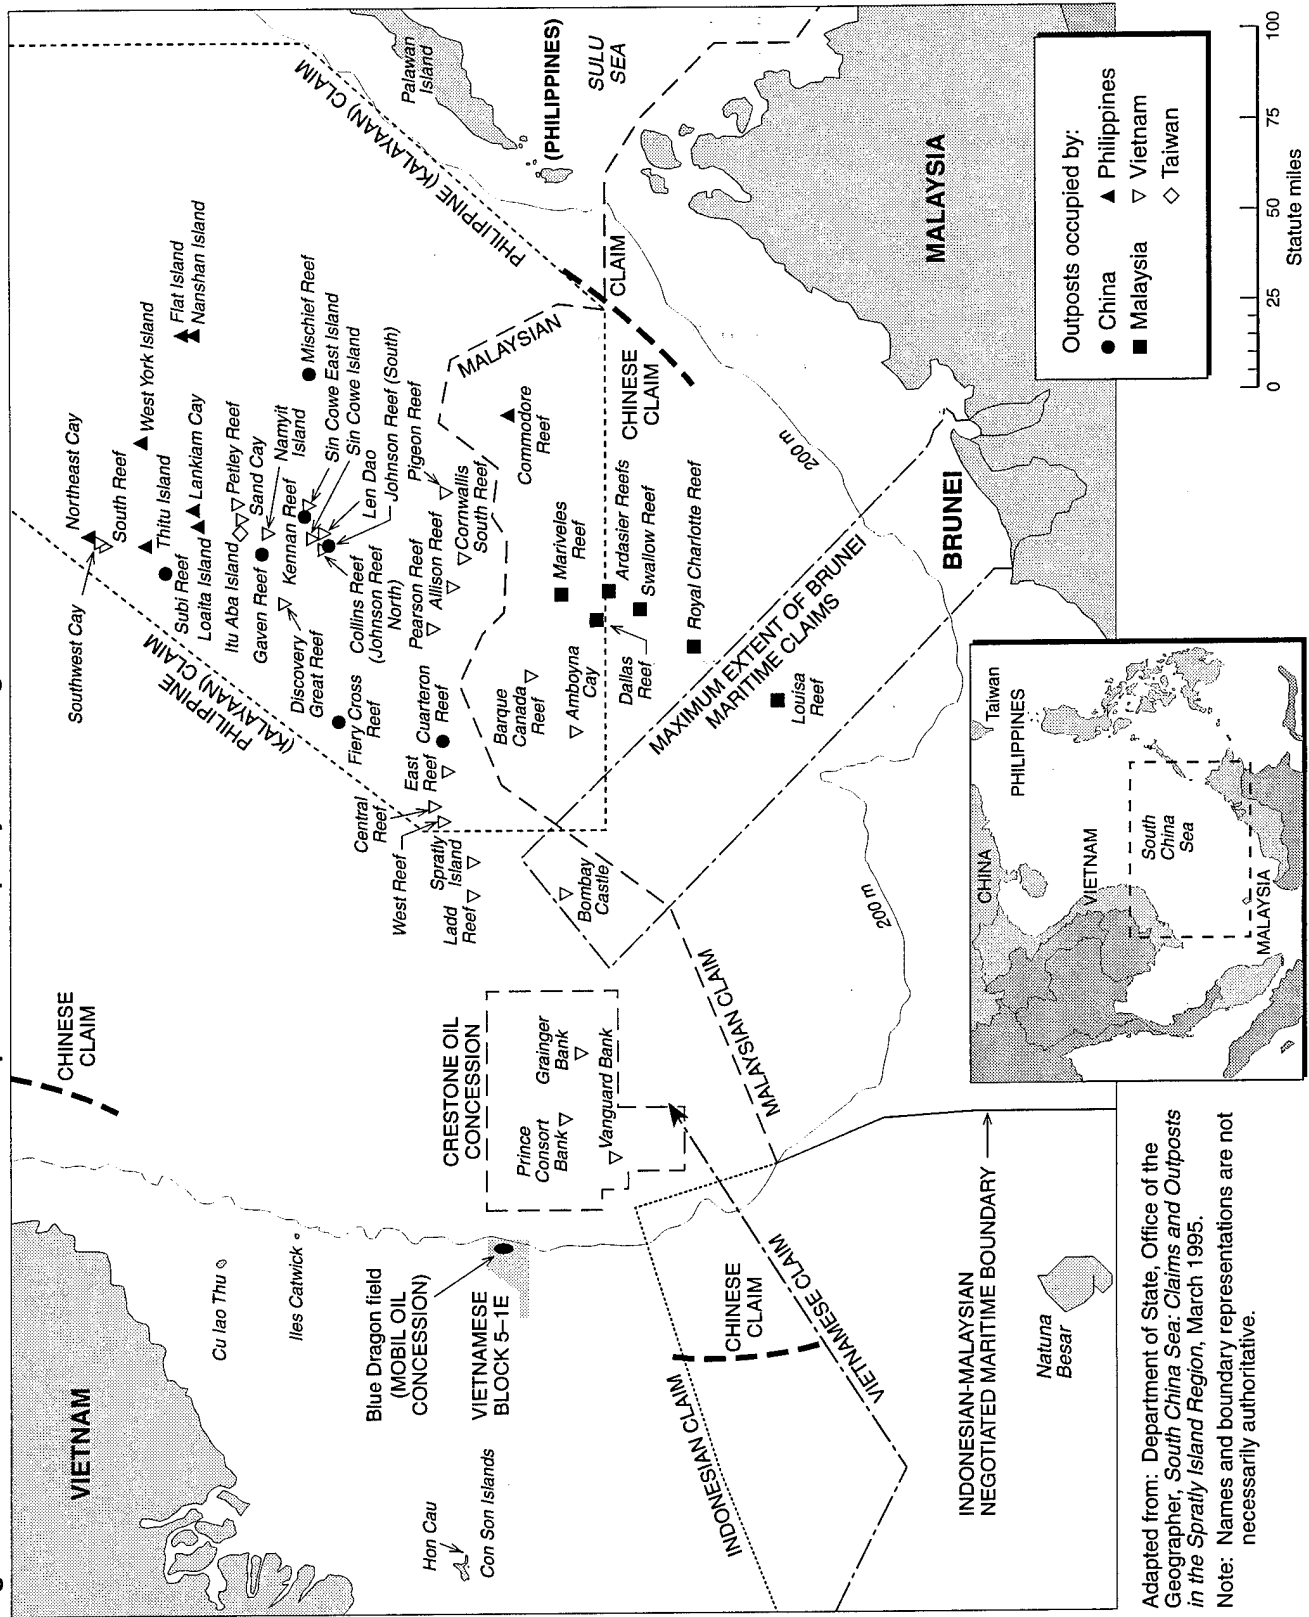 CHINESE
CLAIM
VIETNAM
Cu lao Thu
Iles Catwick
Hon Cau
Con Son Islands
Blue Dragon field
(MOBIL OIL
CONCESSION)
VIETNAMESE
BLOCK 5–1E
CRESTONE OIL
CONCESSION
Prince
Consort
Bank
Grainger
Bank
Vanguard Bank
INDONESIAN CLAIM
CHINESE
CLAIM
VIETNAMESE CLAIM
MALAYSIAN CLAIM
INDONESIAN-MALAYSIAN
NEGOTIATED MARITIME BOUNDARY
Natuna
Besar
200 m
Southwest Cay
Northeast Cay
South Reef
West York Island
Thitu Island
Subi Reef
Flat Island
Nanshan Island
Loaita Island
Lankiam Cay
Itu Aba Island
Petley Reef
Sand Cay
Gaven Reef
Namyit
Island
Kennan Reef
Mischief Reef
Sin Cowe East Island
Sin Cowe Island
Discovery
Great Reef
Len Dao
Collins Reef
(Johnson Reef
North)
Johnson Reef (South)
Fiery Cross
Reef
Pigeon Reef
Pearson Reef
Allison Reef
Cornwallis
South Reef
Central
Reef
West Reef
East
Reef
Cuarteron
Reef
Spratly
Island
Ladd
Reef
Bombay
Castle
Barque
Canada
Reef
Amboyna
Cay
Mariveles
Reef
Commodore
Reef
Ardasier Reefs
Dallas
Reef
Swallow Reef
Royal Charlotte Reef
Louisa
Reef
PHILIPPINE
(KALAYAAN) CLAIM
PHILIPPINE (KALAYAAN) CLAIM
MALAYSIAN
CLAIM
CHINESE
CLAIM
Palawan
Island
(PHILIPPINES)
SULU
SEA
MAXIMUM EXTENT OF BRUNEI
MARITIME CLAIMS
200 m
BRUNEI
MALAYSIA
Outposts occupied by:
China
Philippines
Malaysia
Vietnam
Taiwan
0 25 50 75 100
Statute miles
CHINA
Taiwan
PHILIPPINES
VIETNAM
South
China
Sea
MALAYSIA
Adapted from: Department of State, Office of the
Geographer, South China Sea: Claims and Outposts
in the Spratly Island Region, March 1995.
Note: Names and boundary representations are not
necessarily authoritative.